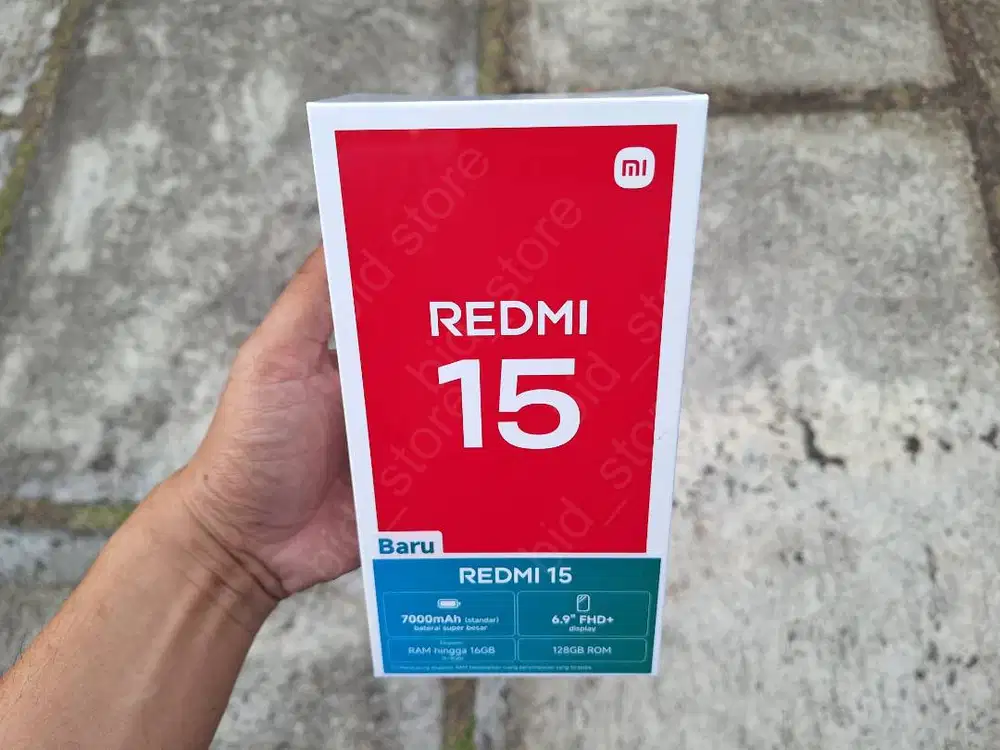 mi
REDMI
15
Baru
REDMI 15
7000mAh (standar)
baterai super besar
6.9" FHD+
display
RAM hingga 16GB
128GB ROM